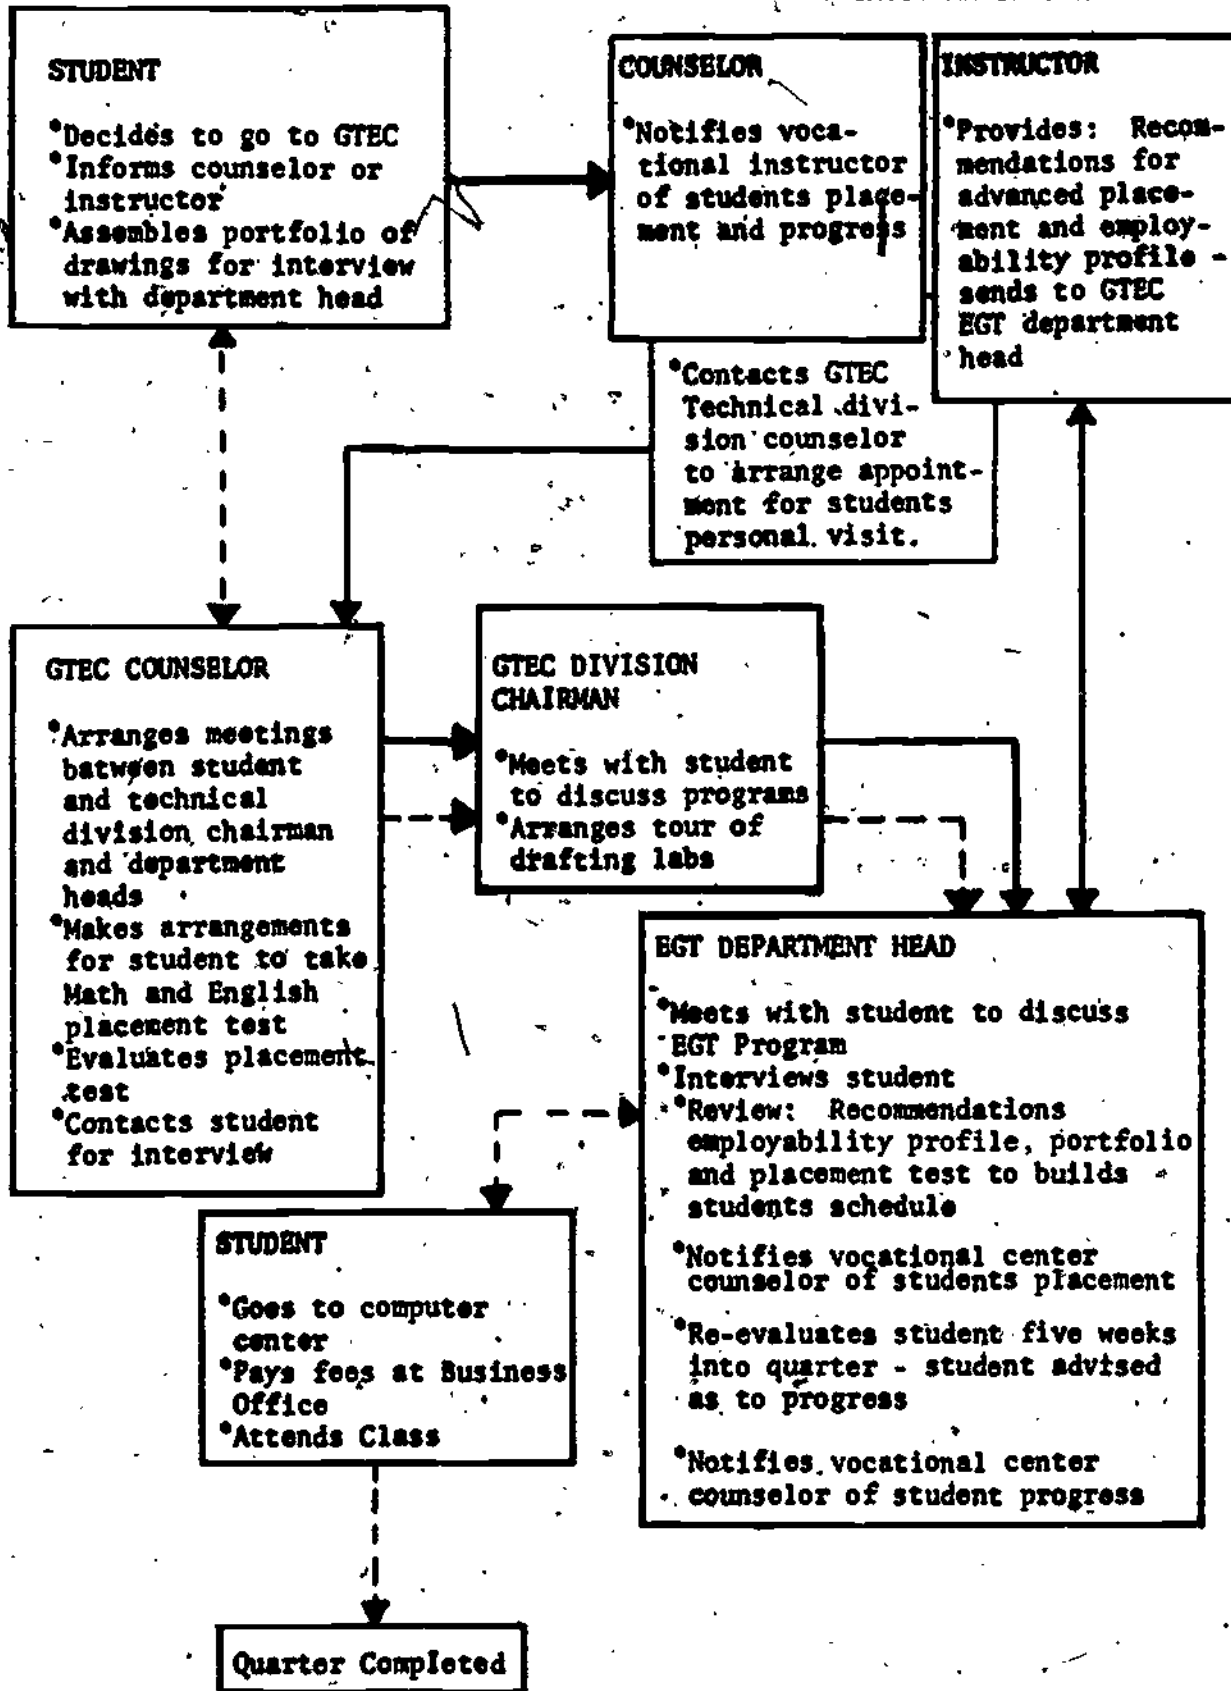 STUDENT
*Decides to go to GTEC
*Informs counselor or
instructor
*Assembles portfolio of
drawings for interview
with department head
COUNSELOR
*Notifies voca-
tional instructor
of students place-
ment and progress
INSTRUCTOR
*Provides: Recom-
mendations for
advanced place-
ment and employ-
ability profile -
sends to GTEC
EGT department
head
*Contacts GTEC
Technical divi-
sion counselor
to arrange appoint-
ment for students
personal visit.
GTEC COUNSELOR
*Arranges meetings
batween student
and technical
division chairman
and department
heads
*Makes arrangements
for student to take
Math and English
placement test
*Evaluates placement
test
*Contacts student
for interview
GTEC DIVISION
CHAIRMAN
*Meets with student
to discuss programs
*Arranges tour of
drafting labs
EGT DEPARTMENT HEAD
*Meets with student to discuss
EGT Program
*Interviews student
*Review: Recommendations
employability profile, portfolio
and placement test to builds
students schedule
*Notifies vocational center
counselor of students placement
*Re-evaluates student five weeks
into quarter - student advised
as to progress
*Notifies vocational center
counselor of student progress
STUDENT
*Goes to computer
center
*Pays fees at Business
Office
*Attends Class
Quarter Completed